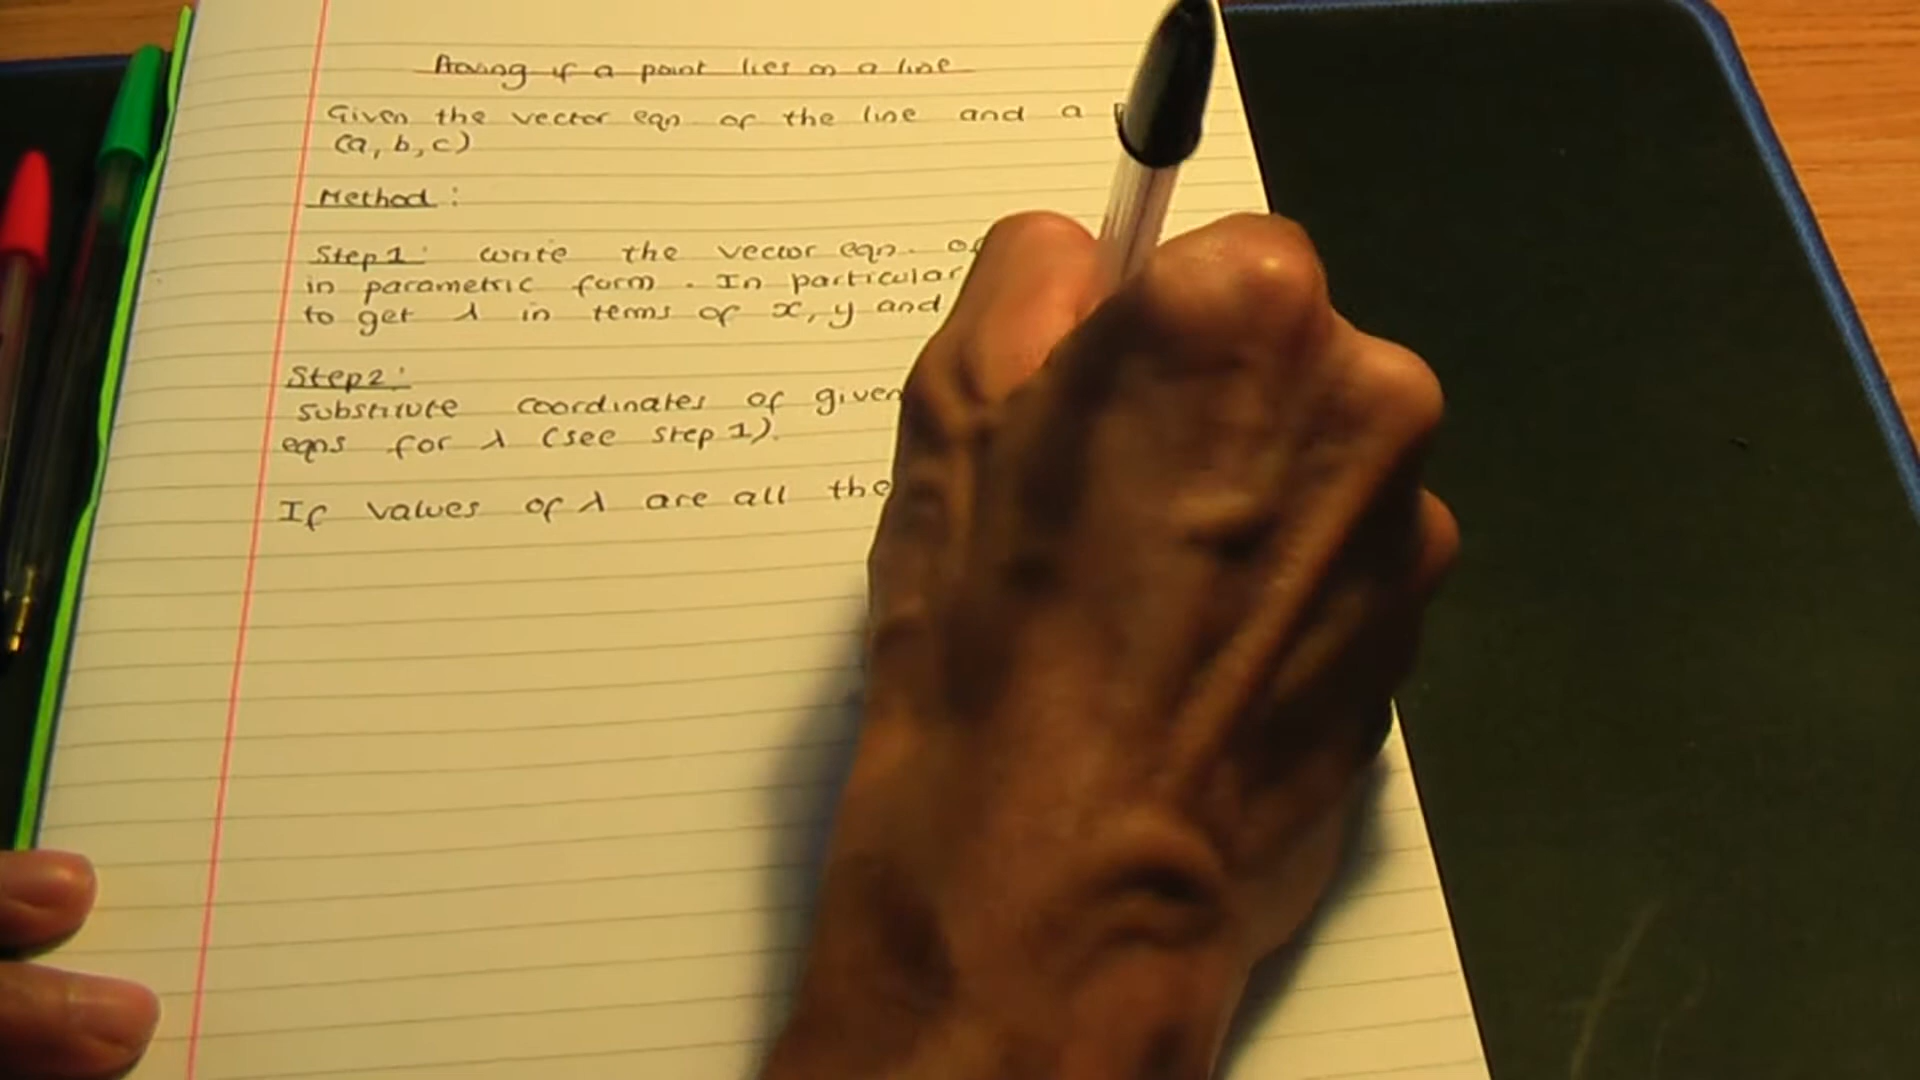 Proving if a point lies on a line
Given the vector eqn of the line and a
(a, b, c)
Method :
Step 1: write the vector eqn. of
in parametric form. In particular
to get λ in terms of x, y and
Step 2:
Substitute coordinates of given
eqns for λ (see step 1).
If values of λ are all the